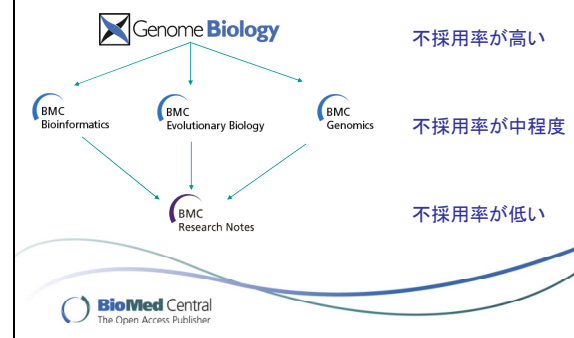 Genome Biology
不採用率が高い
BMC
Bioinformatics
BMC
Evolutionary Biology
BMC
Genomics
不採用率が中程度
BMC
Research Notes
不採用率が低い
BioMed Central
The Open Access Publisher